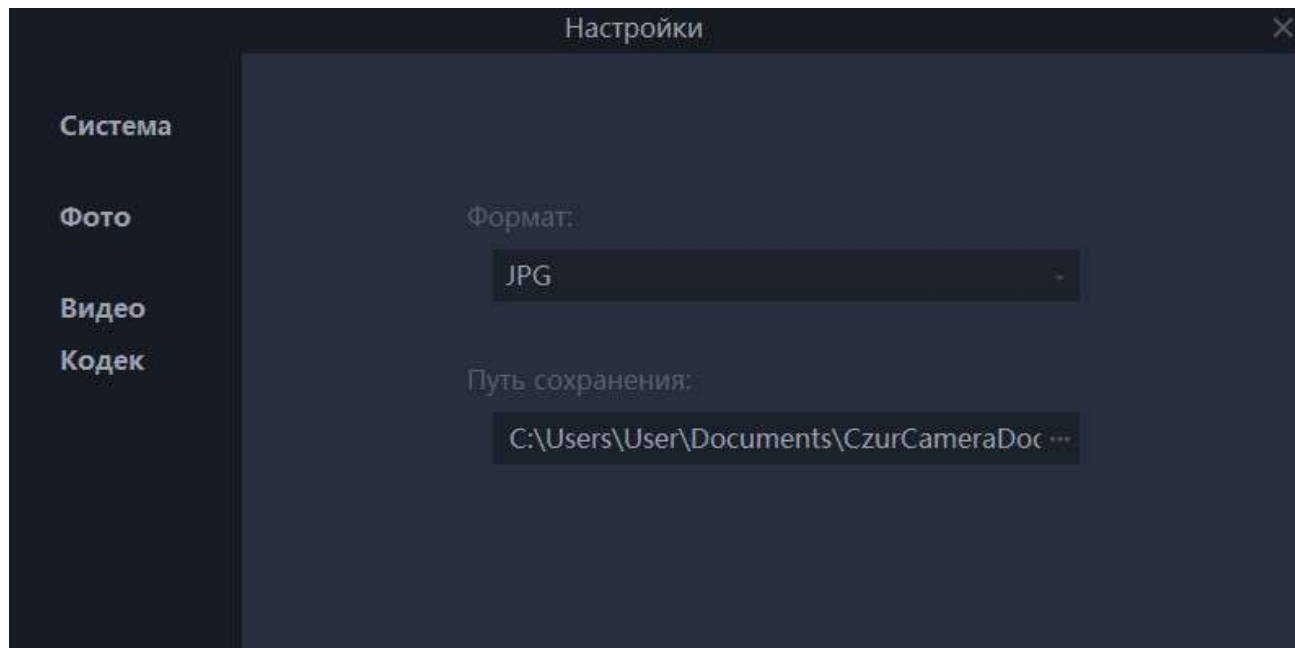 Настройки
Система
Фото
Формат:
JPG
Видео
Кодек
Путь сохранения:
C:\Users\User\Documents\CzurCameraDoc ...